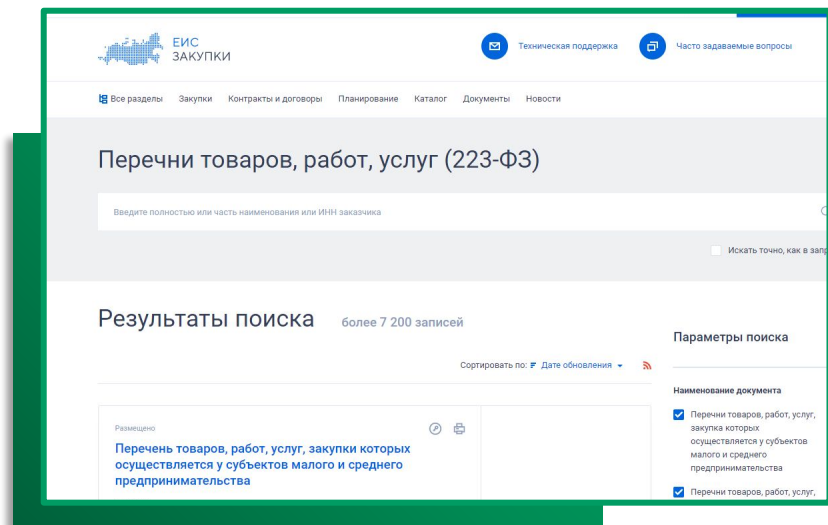 ЕИС
ЗАКУПКИ
Техническая поддержка
Часто задаваемые вопросы
Все разделы Закупки Контракты и договоры Планирование Каталог Документы Новости
Перечни товаров, работ, услуг (223-ФЗ)
Введите полностью или часть наименования или ИНН заказчика
Искать точно, как в запр
Результаты поиска более 7 200 записей
Сортировать по: Дате обновления
Размещено
Перечень товаров, работ, услуг, закупки которых
осуществляется у субъектов малого и среднего
предпринимательства
Параметры поиска
Наименование документа
Перечни товаров, работ, услуг,
закупка которых
осуществляется у субъектов
малого и среднего
предпринимательства
Перечни товаров, работ, услуг,